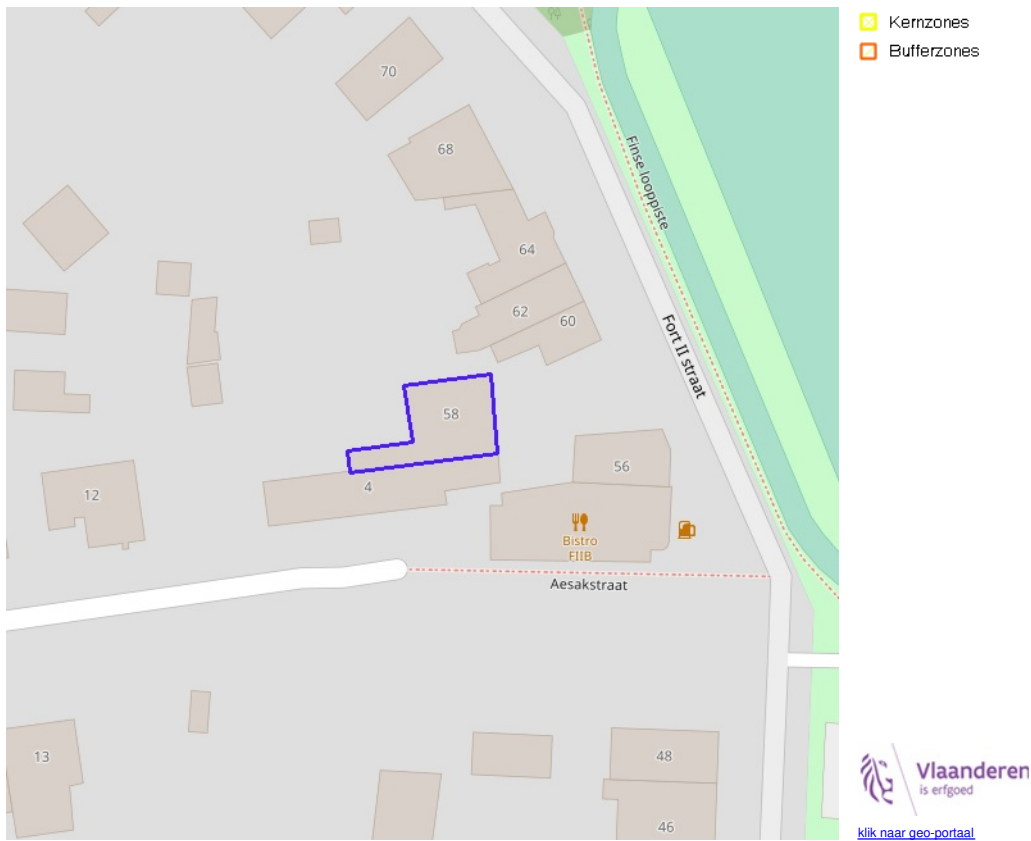 Kernzones
Bufferzones
70
68
Finse looppiste
64
62
60
Fort II straat
58
56
4
12
Bistro
FIIB
Aesakstraat
13
48
46
Vlaanderen
is erfgoed
klik naar geo-portaal